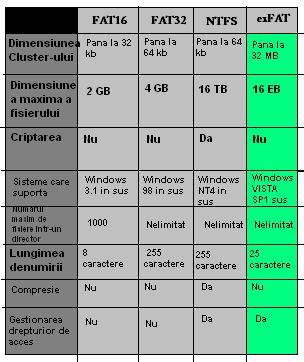 FAT16 FAT32 NTFS exFAT
Dimensiunea Cluster-ului Pana la 32 kb Pana la 64 kb Pana la 64 kb Pana la 32 MB
Dimensiunea maxima a fisierului 2 GB 4 GB 16 TB 16 EB
Criptarea Nu Nu Da Nu
Sisteme care suporta Windows 3.1 in sus Windows 98 in sus Windows NT4 in sus Windows VISTA SP1 sus
Numarul maxim de fisiere intr-un director 1000 Nelimitat Nelimitat Nelimitat
Lungimea denumirii 8 caractere 255 caractere 255 caractere 25 caractere
Compresie Nu Nu Da Nu
Gestionarea drepturilor de acces Nu Nu Da Da